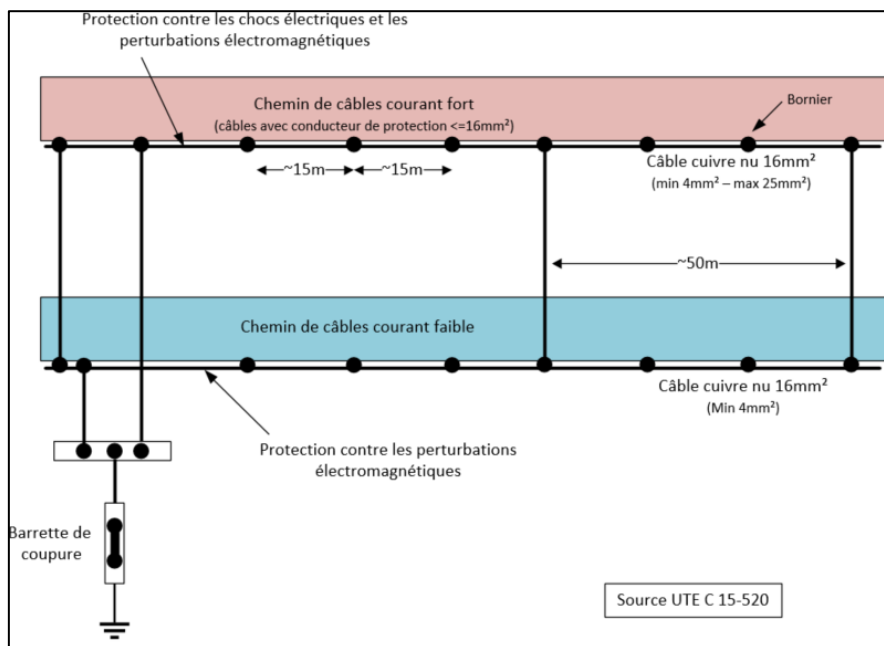 Protection contre les chocs électriques et les
perturbations électromagnétiques
Chemin de câbles courant fort
(câbles avec conducteur de protection <=16mm²)
Bornier
~15m
~15m
Câble cuivre nu 16mm²
(min 4mm² – max 25mm²)
~50m
Chemin de câbles courant faible
Câble cuivre nu 16mm²
(Min 4mm²)
Protection contre les perturbations
électromagnétiques
Barrette de
coupure
Source UTE C 15-520